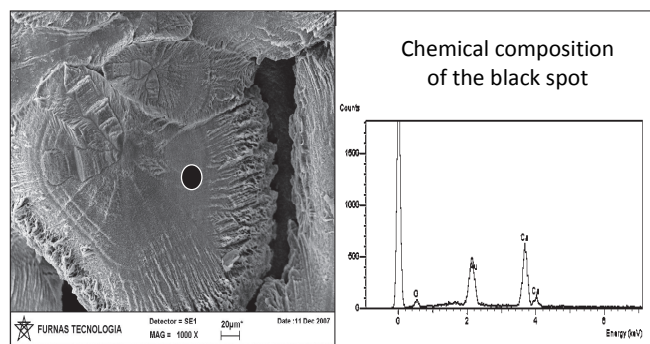 Chemical composition
of the black spot
Counts
1500
1000
500
0
O
Au
Ca
Ca
0 2 4 6
Energy (keV)
FURNAS TECNOLOGIA
Detector = SE1
MAG = 1000 X
20µm*
Date :11 Dec 2007